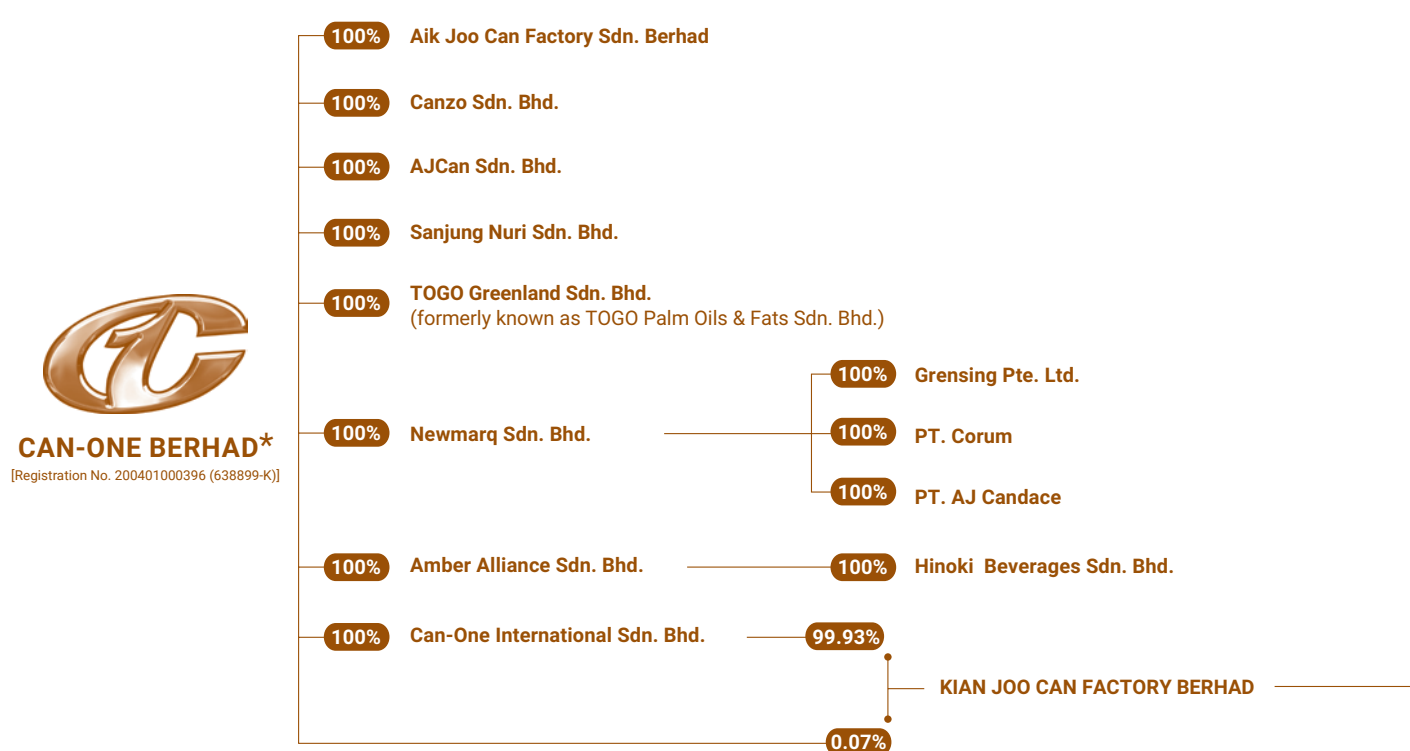 100% Aik Joo Can Factory Sdn. Berhad
100% Canzo Sdn. Bhd.
100% AJCan Sdn. Bhd.
100% Sanjung Nuri Sdn. Bhd.
100% TOGO Greenland Sdn. Bhd.
(formerly known as TOGO Palm Oils & Fats Sdn. Bhd.)
100% Grensing Pte. Ltd.
CAN-ONE BERHAD*
[Registration No. 200401000396 (638899-K)]
100% Newmarq Sdn. Bhd. 100% PT. Corum
100% PT. AJ Candace
100% Amber Alliance Sdn. Bhd. 100% Hinoki Beverages Sdn. Bhd.
100% Can-One International Sdn. Bhd. 99.93%
KIAN JOO CAN FACTORY BERHAD
0.07%